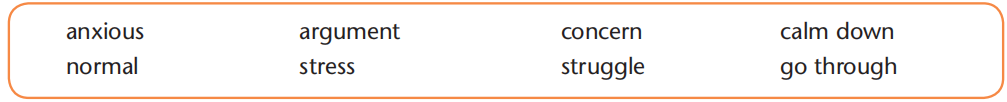 anxious argument concern calm down
normal stress struggle go through